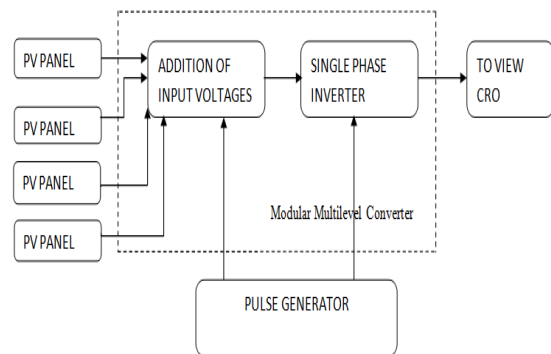 PV PANEL
PV PANEL
PV PANEL
PV PANEL
ADDITION OF
INPUT VOLTAGES
SINGLE PHASE
INVERTER
TO VIEW
CRO
Modular Multilevel Converter
PULSE GENERATOR